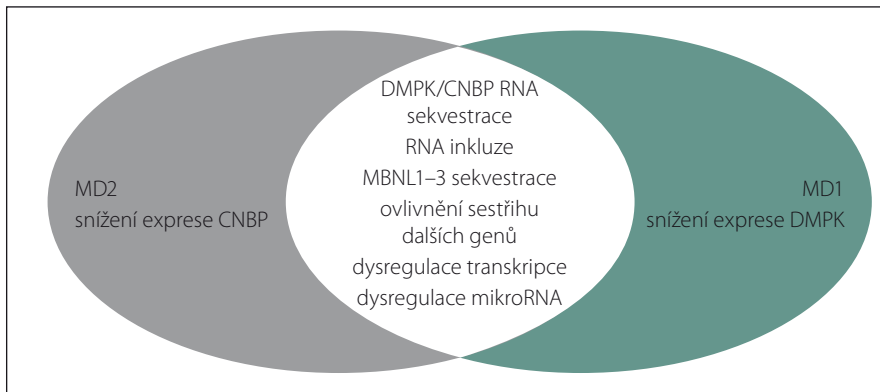 MD2
snížení exprese CNBP
DMPK/CNBP RNA
sekvestrace
RNA inkluze
MBNL1–3 sekvestrace
ovlivnění sestřihu
dalších genů
dysregulace transkripce
dysregulace mikroRNA
MD1
snížení exprese DMPK